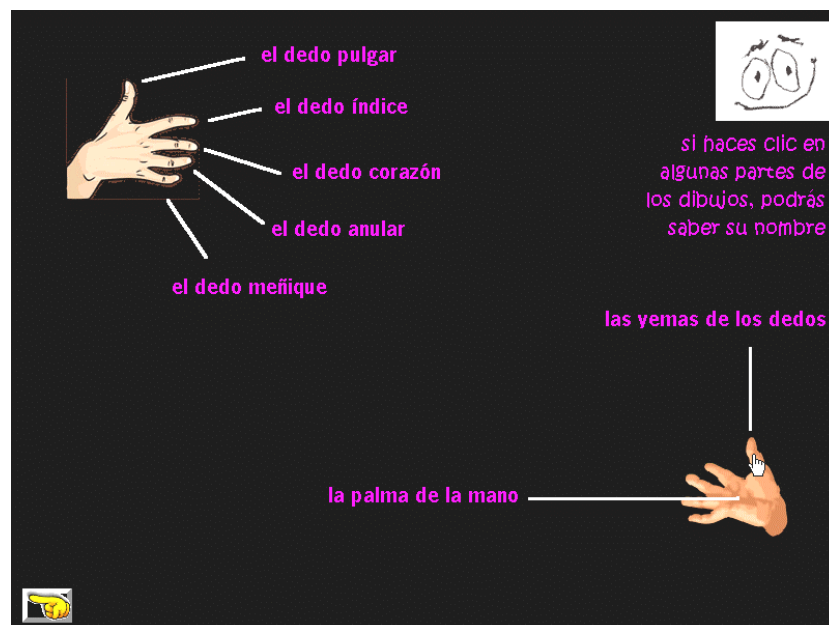 el dedo pulgar
el dedo índice
el dedo corazón
el dedo anular
el dedo meñique
si haces clic en
algunas partes de
los dibujos, podrás
saber su nombre
las yemas de los dedos
la palma de la mano